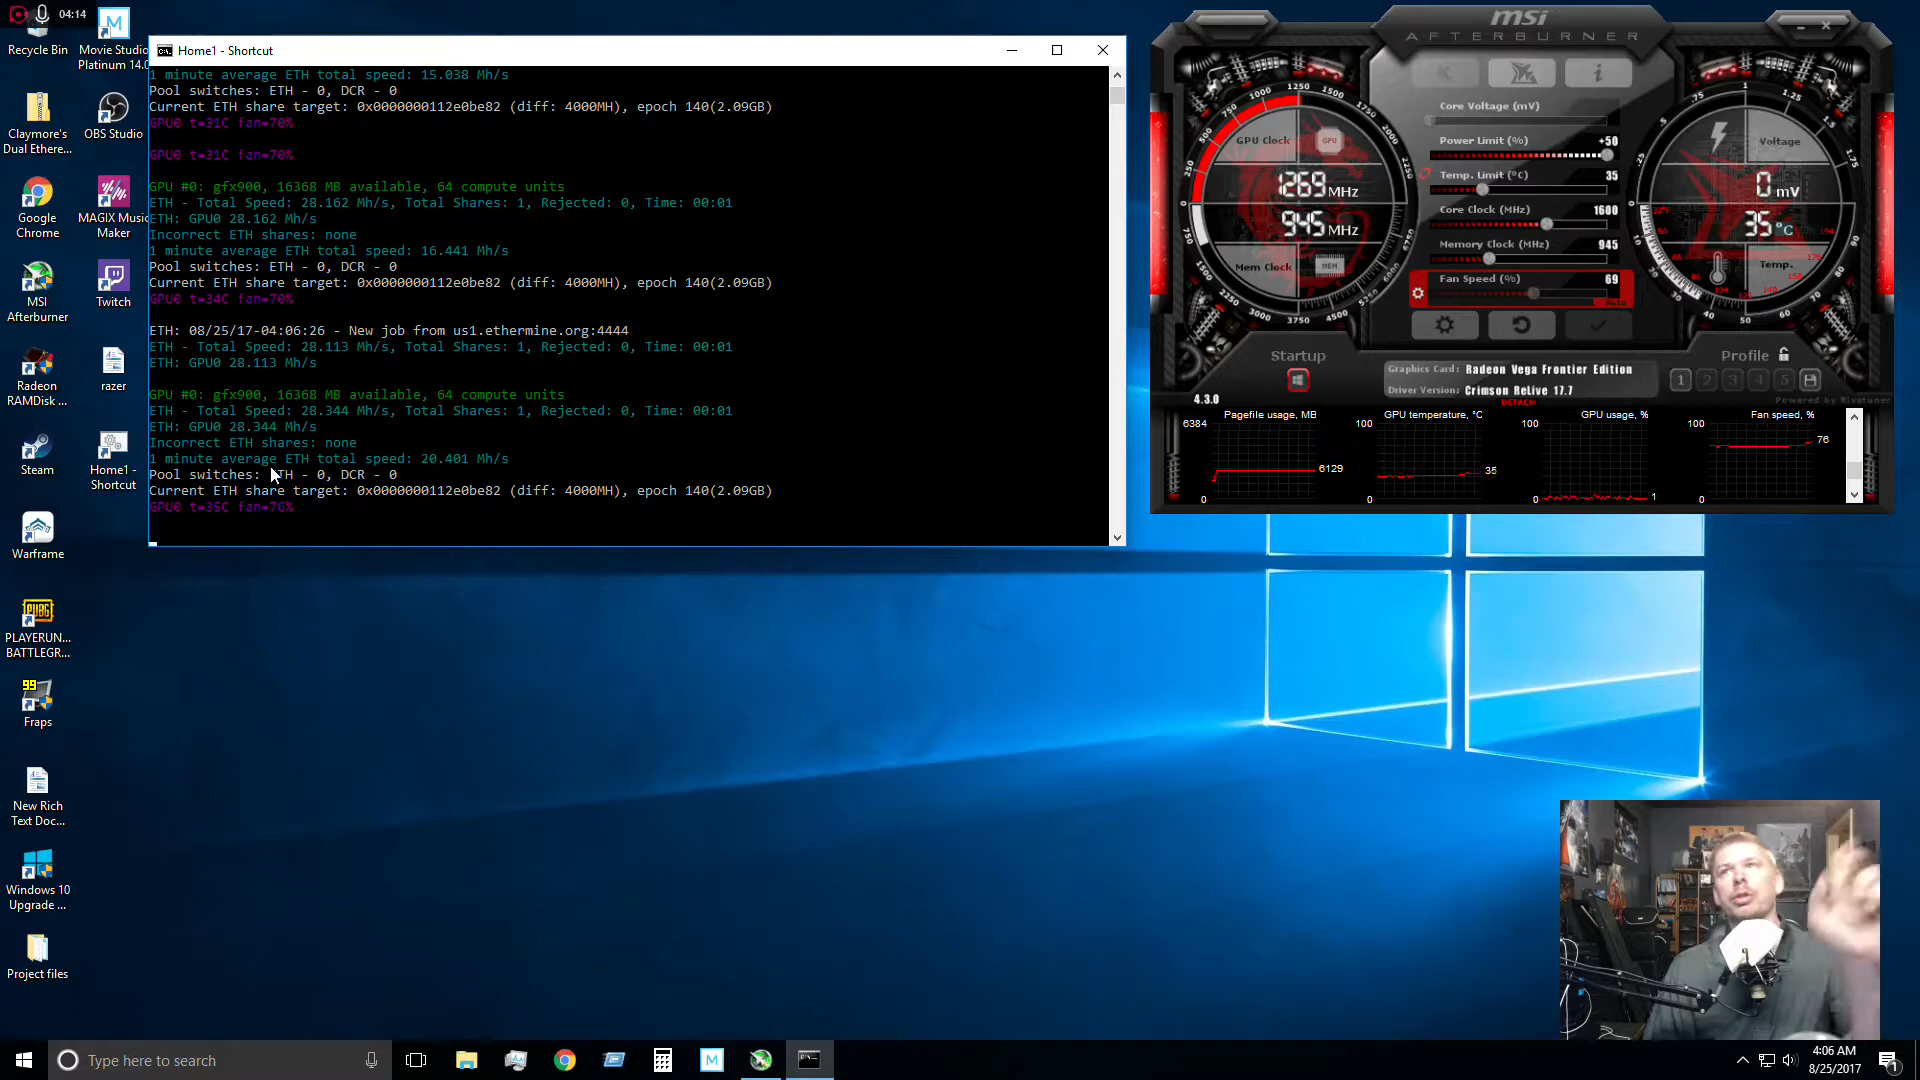 04:14
Recycle Bin
Movie Studio
Platinum 14.0
Claymore's
Dual Ethere...
OBS Studio
Google
Chrome
MAGIX Music
Maker
MSI
Afterburner
Twitch
Radeon
RAMDisk ...
razer
Steam
Home1 -
Shortcut
Warframe
PLAYERUN...
BATTLEGR...
99
Fraps
New Rich
Text Doc...
Windows 10
Upgrade ...
Project files
Home1 - Shortcut
1 minute average ETH total speed: 15.038 Mh/s
Pool switches: ETH - 0, DCR - 0
Current ETH share target: 0x0000000112e0be82 (diff: 4000MH), epoch 140(2.09GB)
GPU0 t=31C fan=70%
GPU0 t=31C fan=70%
GPU #0: gfx900, 16368 MB available, 64 compute units
ETH - Total Speed: 28.162 Mh/s, Total Shares: 1, Rejected: 0, Time: 00:01
ETH: GPU0 28.162 Mh/s
Incorrect ETH shares: none
1 minute average ETH total speed: 16.441 Mh/s
Pool switches: ETH - 0, DCR - 0
Current ETH share target: 0x0000000112e0be82 (diff: 4000MH), epoch 140(2.09GB)
GPU0 t=34C fan=70%
ETH: 08/25/17-04:06:26 - New job from us1.ethermine.org:4444
ETH - Total Speed: 28.113 Mh/s, Total Shares: 1, Rejected: 0, Time: 00:01
ETH: GPU0 28.113 Mh/s
GPU #0: gfx900, 16368 MB available, 64 compute units
ETH - Total Speed: 28.344 Mh/s, Total Shares: 1, Rejected: 0, Time: 00:01
ETH: GPU0 28.344 Mh/s
Incorrect ETH shares: none
1 minute average ETH total speed: 20.401 Mh/s
Pool switches: ETH - 0, DCR - 0
Current ETH share target: 0x0000000112e0be82 (diff: 4000MH), epoch 140(2.09GB)
GPU0 t=35C fan=76%
msi
AFTERBURNER
GPU Clock
GPU
1269 MHz
945 MHz
Mem Clock
MEM
Core Voltage (mV)
Power Limit (%) +50
Temp. Limit (°C) 35
Core Clock (MHz) 1600
Memory Clock (MHz) 945
Fan Speed (%) 69
Auto
Voltage
0 mV
35 °C
Temp.
Startup
4.3.0
Graphics Card: Radeon Vega Frontier Edition
Driver Version: Crimson ReLive 17.7
DETACH
Profile
1 2 3 4 5
Powered by Rivatuner
Pagefile usage, MB
6384
6129
0
GPU temperature, °C
100
35
0
GPU usage, %
100
1
0
Fan speed, %
100
76
0
Type here to search
4:06 AM
8/25/2017
1